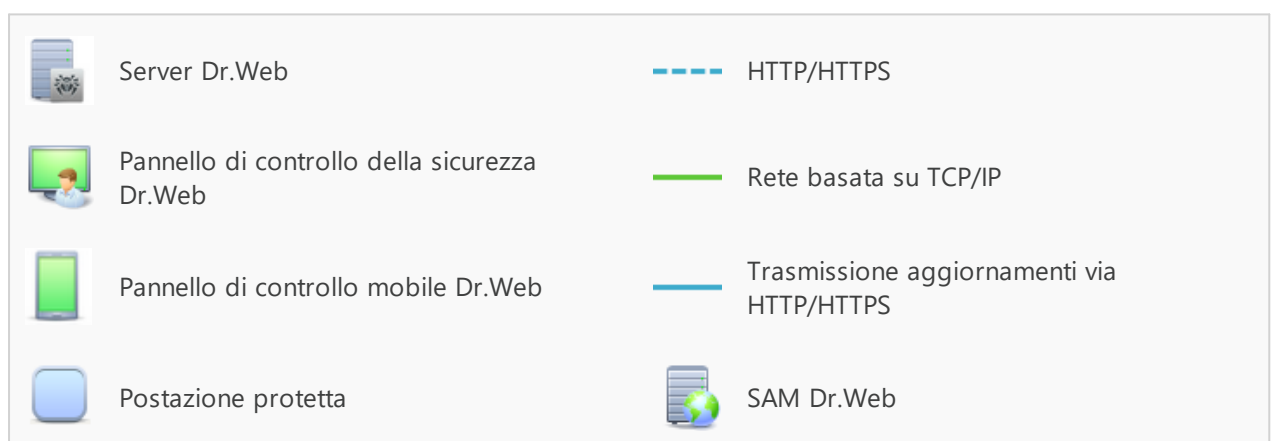 Server Dr.Web
HTTP/HTTPS
Pannello di controllo della sicurezza
Dr.Web
Rete basata su TCP/IP
Pannello di controllo mobile Dr.Web
Trasmissione aggiornamenti via
HTTP/HTTPS
Postazione protetta
SAM Dr.Web